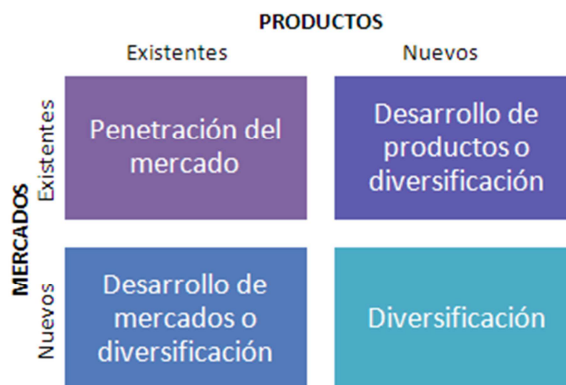 PRODUCTOS
Existentes Nuevos
MERCADOS
Existentes
Penetración del
mercado
Desarrollo de
productos o
diversificación
Nuevos
Desarrollo de
mercados o
diversificación
Diversificación